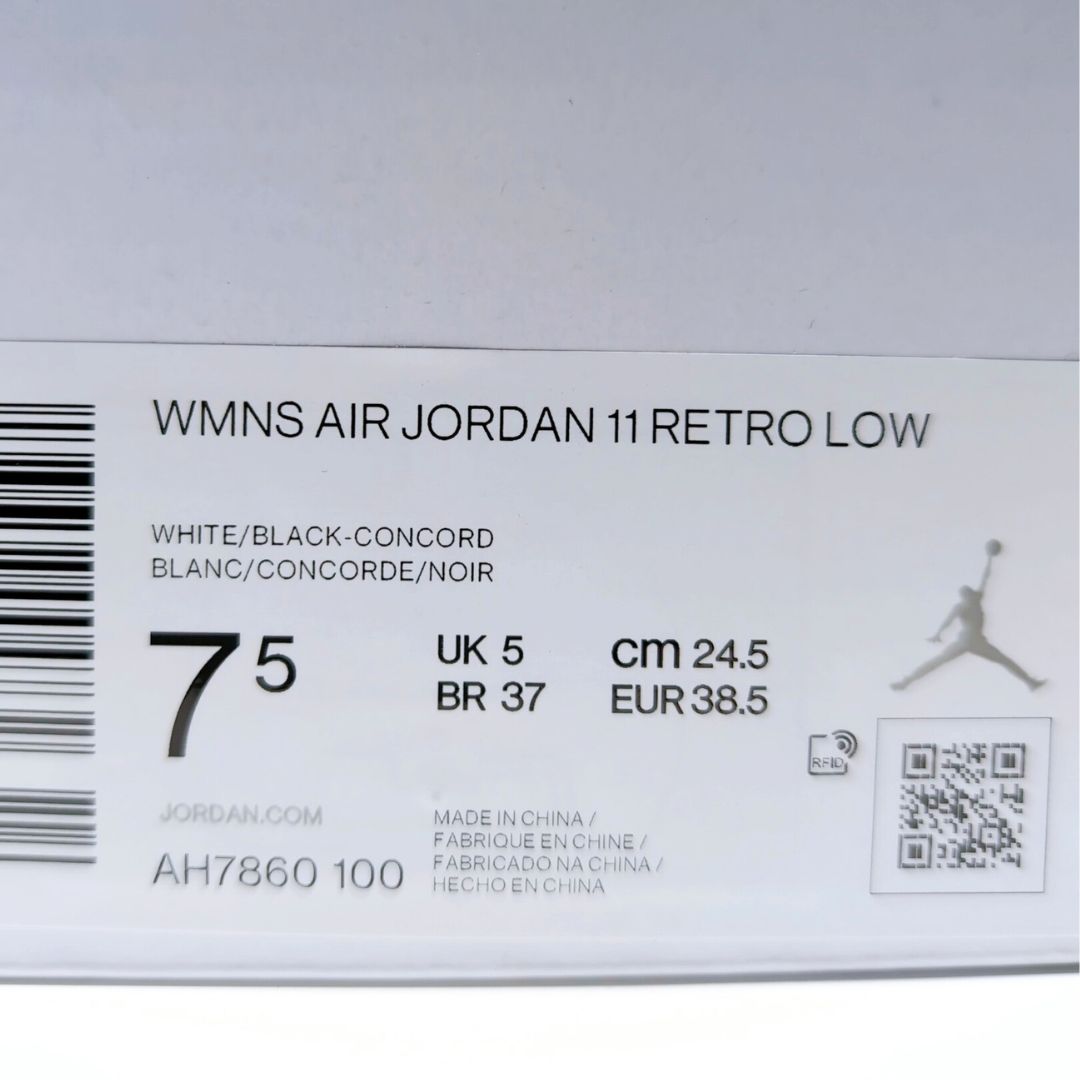 WMNS AIR JORDAN 11 RETRO LOW
WHITE/BLACK-CONCORD
BLANC/CONCORDE/NOIR
7 5
UK 5
BR 37
cm 24.5
EUR 38.5
RFID
JORDAN.COM
AH7860 100
MADE IN CHINA /
FABRIQUE EN CHINE /
FABRICADO NA CHINA /
HECHO EN CHINA